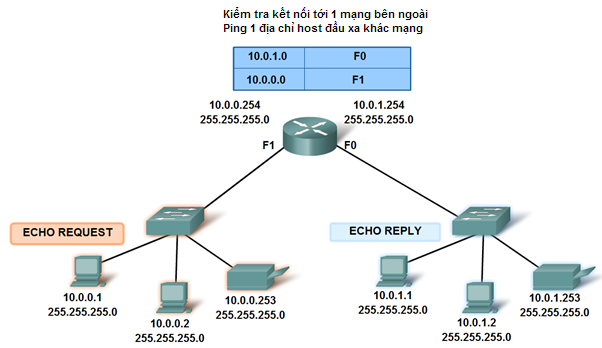 Kiểm tra kết nối tới 1 mạng bên ngoài
Ping 1 địa chỉ host đầu xa khác mạng
10.0.1.0 F0
10.0.0.0 F1
10.0.0.254
255.255.255.0
10.0.1.254
255.255.255.0
F1
F0
ECHO REQUEST
ECHO REPLY
10.0.0.1
255.255.255.0
10.0.0.2
255.255.255.0
10.0.0.253
255.255.255.0
10.0.1.1
255.255.255.0
10.0.1.2
255.255.255.0
10.0.1.253
255.255.255.0